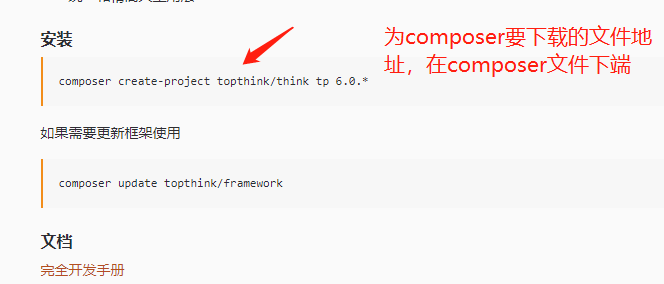 安装
为composer要下载的文件地
址，在composer文件下端
composer create-project topthink/think tp 6.0.*
如果需要更新框架使用
composer update topthink/framework
文档
完全开发手册